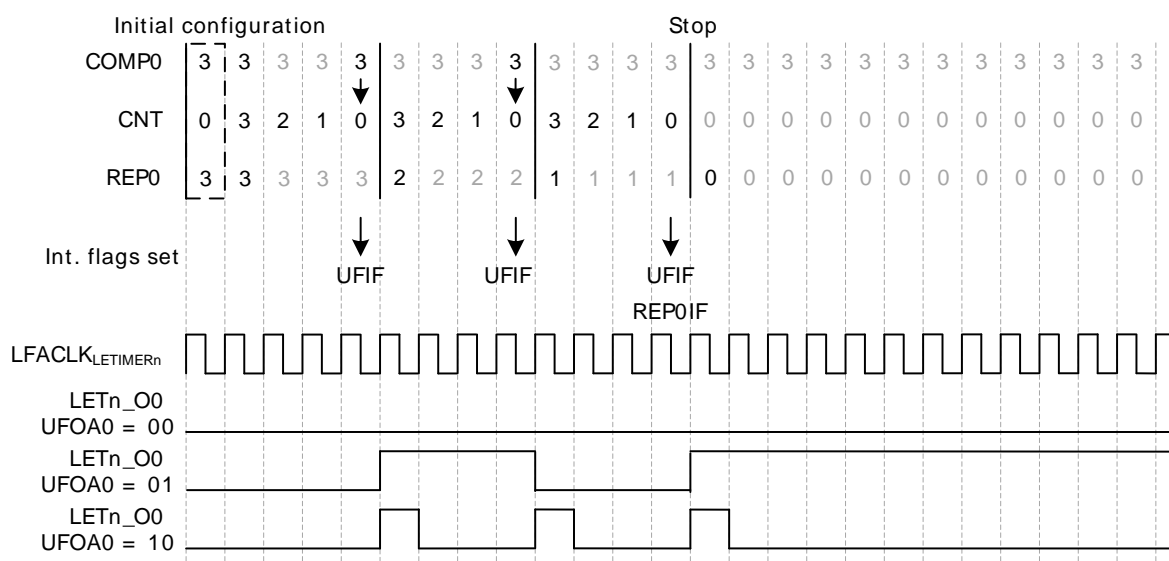 Initial configuration Stop
COMP0 3 3 3 3 3 3 3 3 3 3 3 3 3 3 3 3 3 3 3 3 3 3 3 3 3
CNT 0 3 2 1 0 3 2 1 0 3 2 1 0 0 0 0 0 0 0 0 0 0 0 0 0
REP0 3 3 3 3 3 2 2 2 2 1 1 1 1 0 0 0 0 0 0 0 0 0 0 0 0
Int. flags set
UFIF UFIF UFIF
REP0IF
LFACLKLETIMERn
LETn_O0
UFOA0 = 00
LETn_O0
UFOA0 = 01
LETn_O0
UFOA0 = 10